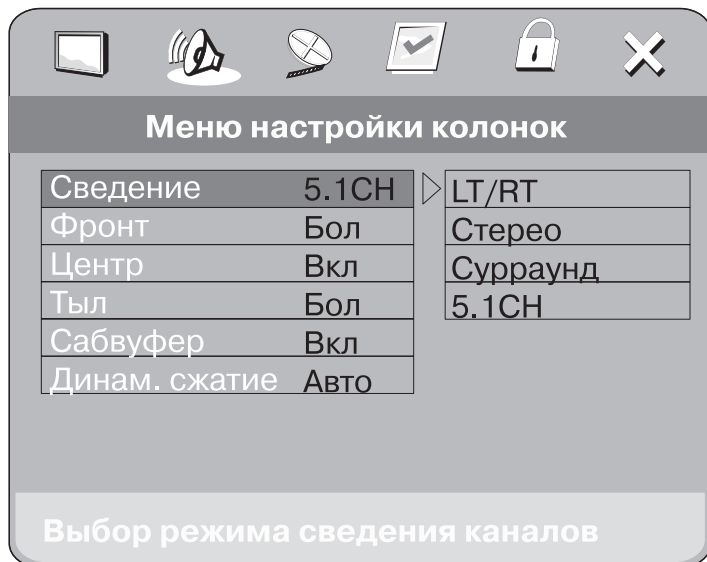 Меню настройки колонок
Сведение 5.1CH LT/RT
Фронт Бол Стерео
Центр Вкл Сурраунд
Тыл Бол 5.1CH
Сабвуфер Вкл
Динам. сжатие Авто
Выбор режима сведения каналов